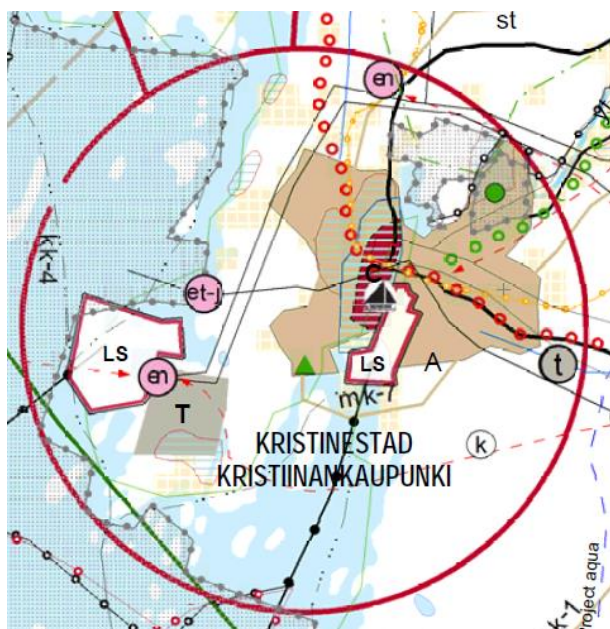 st
en
kk-4
et-j
C
LS
en
LS
A
t
T
mk-1
KRISTINESTAD
KRISTIINANKAUPUNKI
k
Project aqua